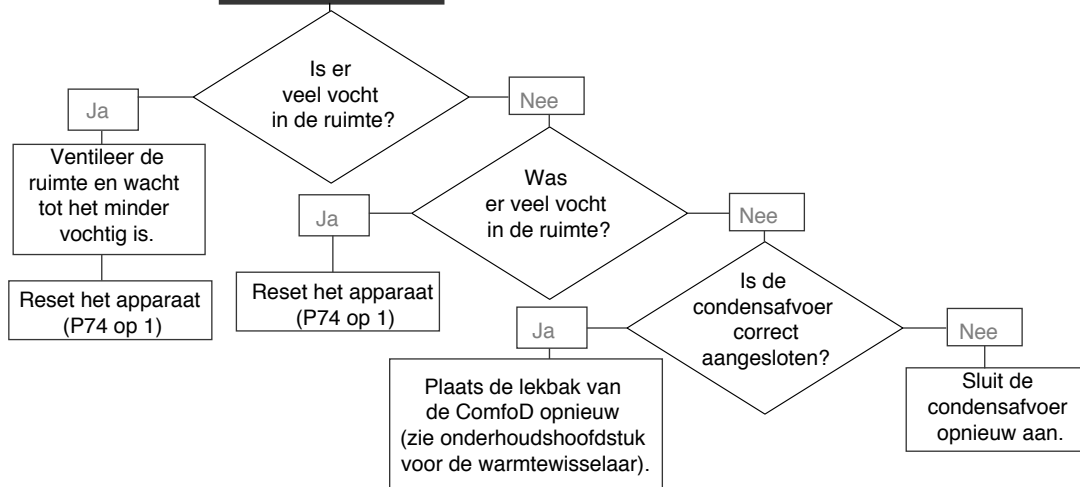 Is er
veel vocht
in de ruimte?
Ja
Nee
Ventileer de
ruimte en wacht
tot het minder
vochtig is.
Reset het apparaat
(P74 op 1)
Was
er veel vocht
in de ruimte?
Ja
Nee
Reset het apparaat
(P74 op 1)
Is de
condensafvoer
correct
aangesloten?
Ja
Nee
Plaats de lekbak van
de ComfoD opnieuw
(zie onderhoudshoofdstuk
voor de warmtewisselaar).
Sluit de
condensafvoer
opnieuw aan.